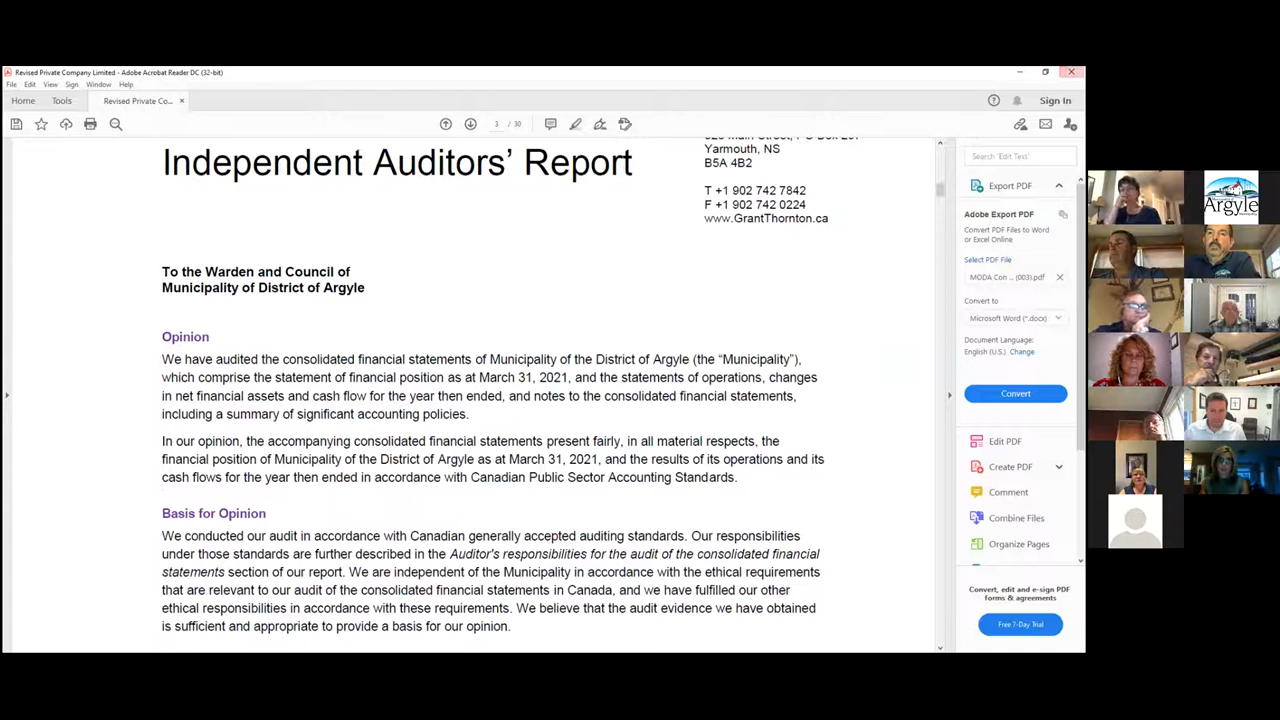 Revised Private Company Limited - Adobe Acrobat Reader DC (32-bit)
File Edit View Sign Window Help
Home Tools Revised Private Co... × Sign In
3 / 30
Independent Auditors’ Report
Yarmouth, NS
B5A 4B2
T +1 902 742 7842
F +1 902 742 0224
www.GrantThornton.ca
To the Warden and Council of
Municipality of District of Argyle
Opinion
We have audited the consolidated financial statements of Municipality of the District of Argyle (the “Municipality”),
which comprise the statement of financial position as at March 31, 2021, and the statements of operations, changes
in net financial assets and cash flow for the year then ended, and notes to the consolidated financial statements,
including a summary of significant accounting policies.
In our opinion, the accompanying consolidated financial statements present fairly, in all material respects, the
financial position of Municipality of the District of Argyle as at March 31, 2021, and the results of its operations and its
cash flows for the year then ended in accordance with Canadian Public Sector Accounting Standards.
Basis for Opinion
We conducted our audit in accordance with Canadian generally accepted auditing standards. Our responsibilities
under those standards are further described in the Auditor's responsibilities for the audit of the consolidated financial
statements section of our report. We are independent of the Municipality in accordance with the ethical requirements
that are relevant to our audit of the consolidated financial statements in Canada, and we have fulfilled our other
ethical responsibilities in accordance with these requirements. We believe that the audit evidence we have obtained
is sufficient and appropriate to provide a basis for our opinion.
Search 'Edit Text'
Export PDF
Adobe Export PDF
Convert PDF Files to Word
or Excel Online
Select PDF File
MODA Con ... (003).pdf
Convert to
Microsoft Word (*.docx)
Document Language:
English (U.S.) Change
Convert
Edit PDF
Create PDF
Comment
Combine Files
Organize Pages
Convert, edit and e-sign PDF
forms & agreements
Free 7-Day Trial
Argyle